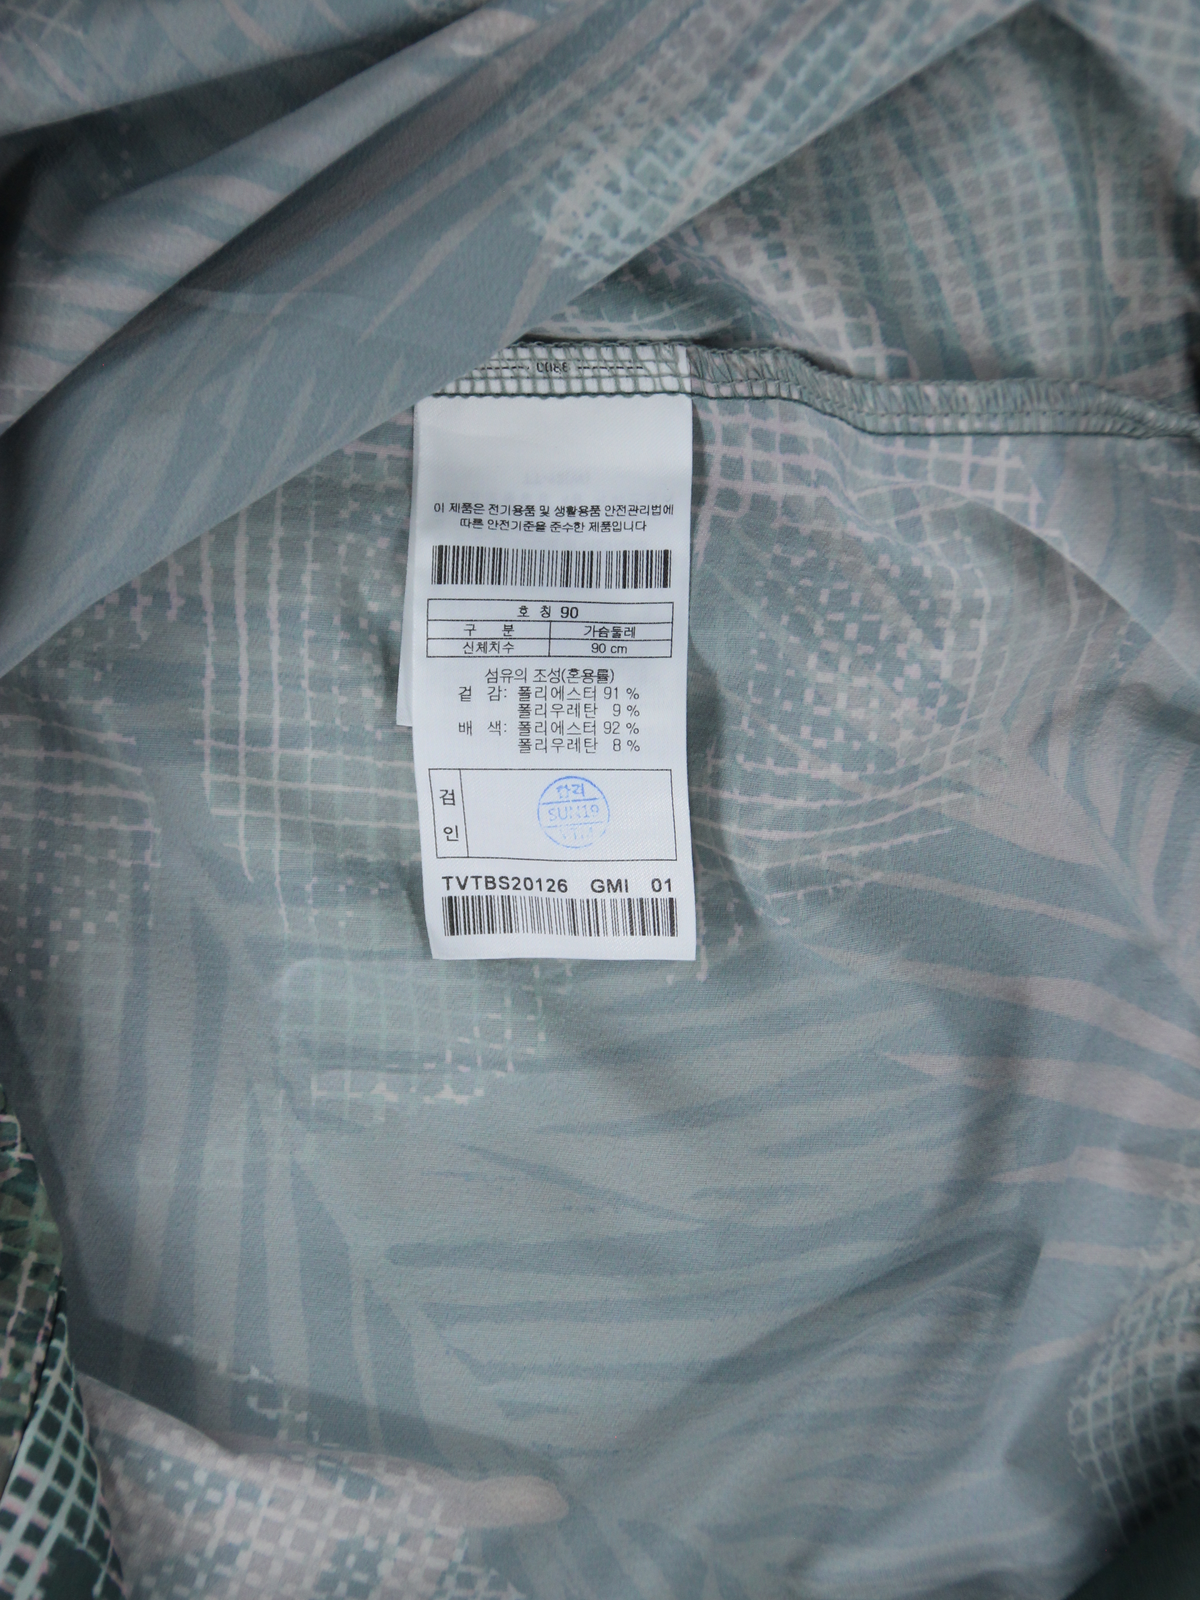 이 제품은 전기용품 및 생활용품 안전관리법에
따른 안전기준을 준수한 제품입니다
호 칭 90
구 분 가슴둘레
신체치수 90 cm
섬유의 조성(혼용률)
겉 감: 폴리에스터 91 %
폴리우레탄 9 %
배 색: 폴리에스터 92 %
폴리우레탄 8 %
검
인
SUN19
TVTBS20126 GMI 01